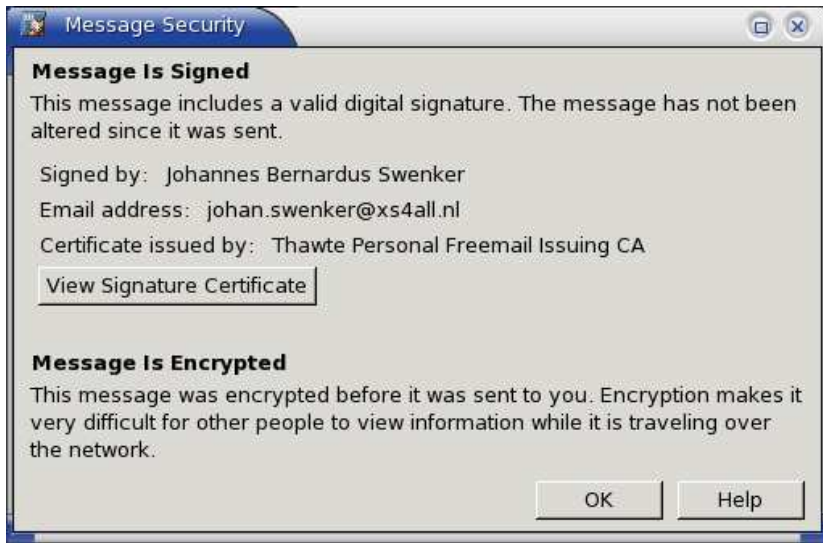 Message Security
Message Is Signed
This message includes a valid digital signature. The message has not been
altered since it was sent.
Signed by: Johannes Bernardus Swenker
Email address: johan.swenker@xs4all.nl
Certificate issued by: Thawte Personal Freemail Issuing CA
View Signature Certificate
Message Is Encrypted
This message was encrypted before it was sent to you. Encryption makes it
very difficult for other people to view information while it is traveling over
the network.
OK Help